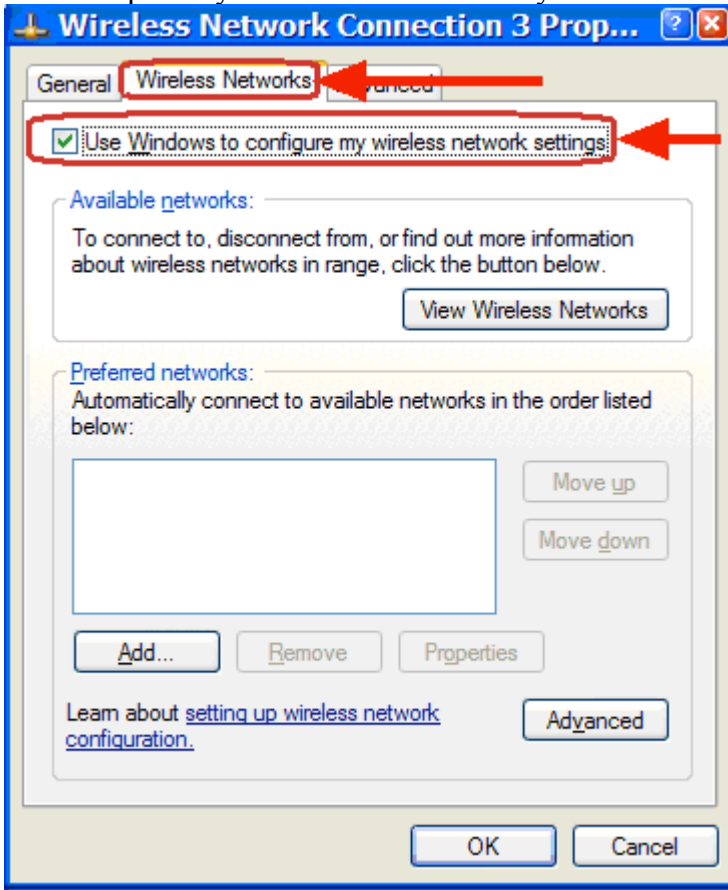 Wireless Network Connection 3 Prop...
General Wireless Networks
Use Windows to configure my wireless network settings
Available networks:
To connect to, disconnect from, or find out more information
about wireless networks in range, click the button below.
View Wireless Networks
Preferred networks:
Automatically connect to available networks in the order listed
below:
Move up
Move down
Add... Remove Properties
Learn about setting up wireless network
configuration.
Advanced
OK Cancel